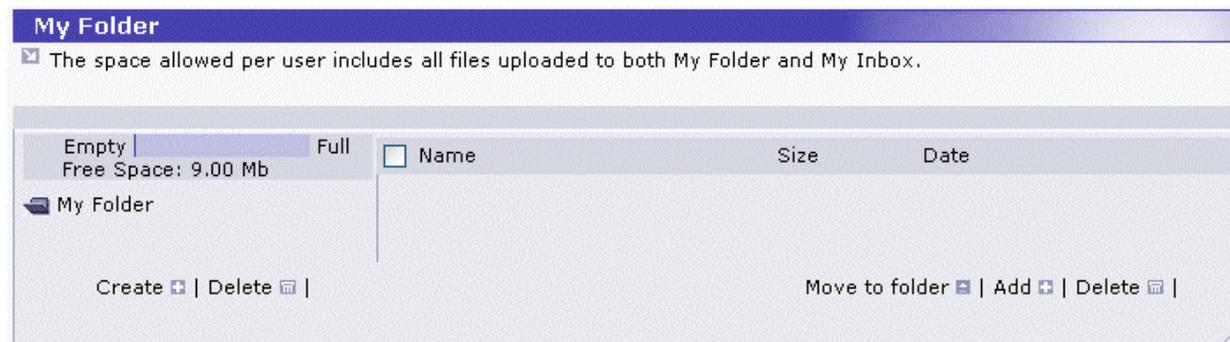 My Folder
The space allowed per user includes all files uploaded to both My Folder and My Inbox.
Empty Full
Free Space: 9.00 Mb
Name Size Date
My Folder
Create | Delete |
Move to folder | Add | Delete |